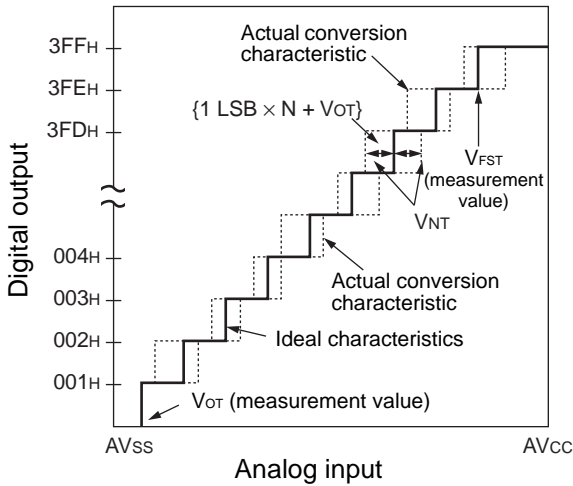 Digital output
3FFH
3FEH
3FDH
004H
003H
002H
001H
Actual conversion
characteristic
{1 LSB × N + VOT}
VFST
(measurement
value)
VNT
Actual conversion
characteristic
Ideal characteristics
VOT (measurement value)
AVSS
AVCC
Analog input